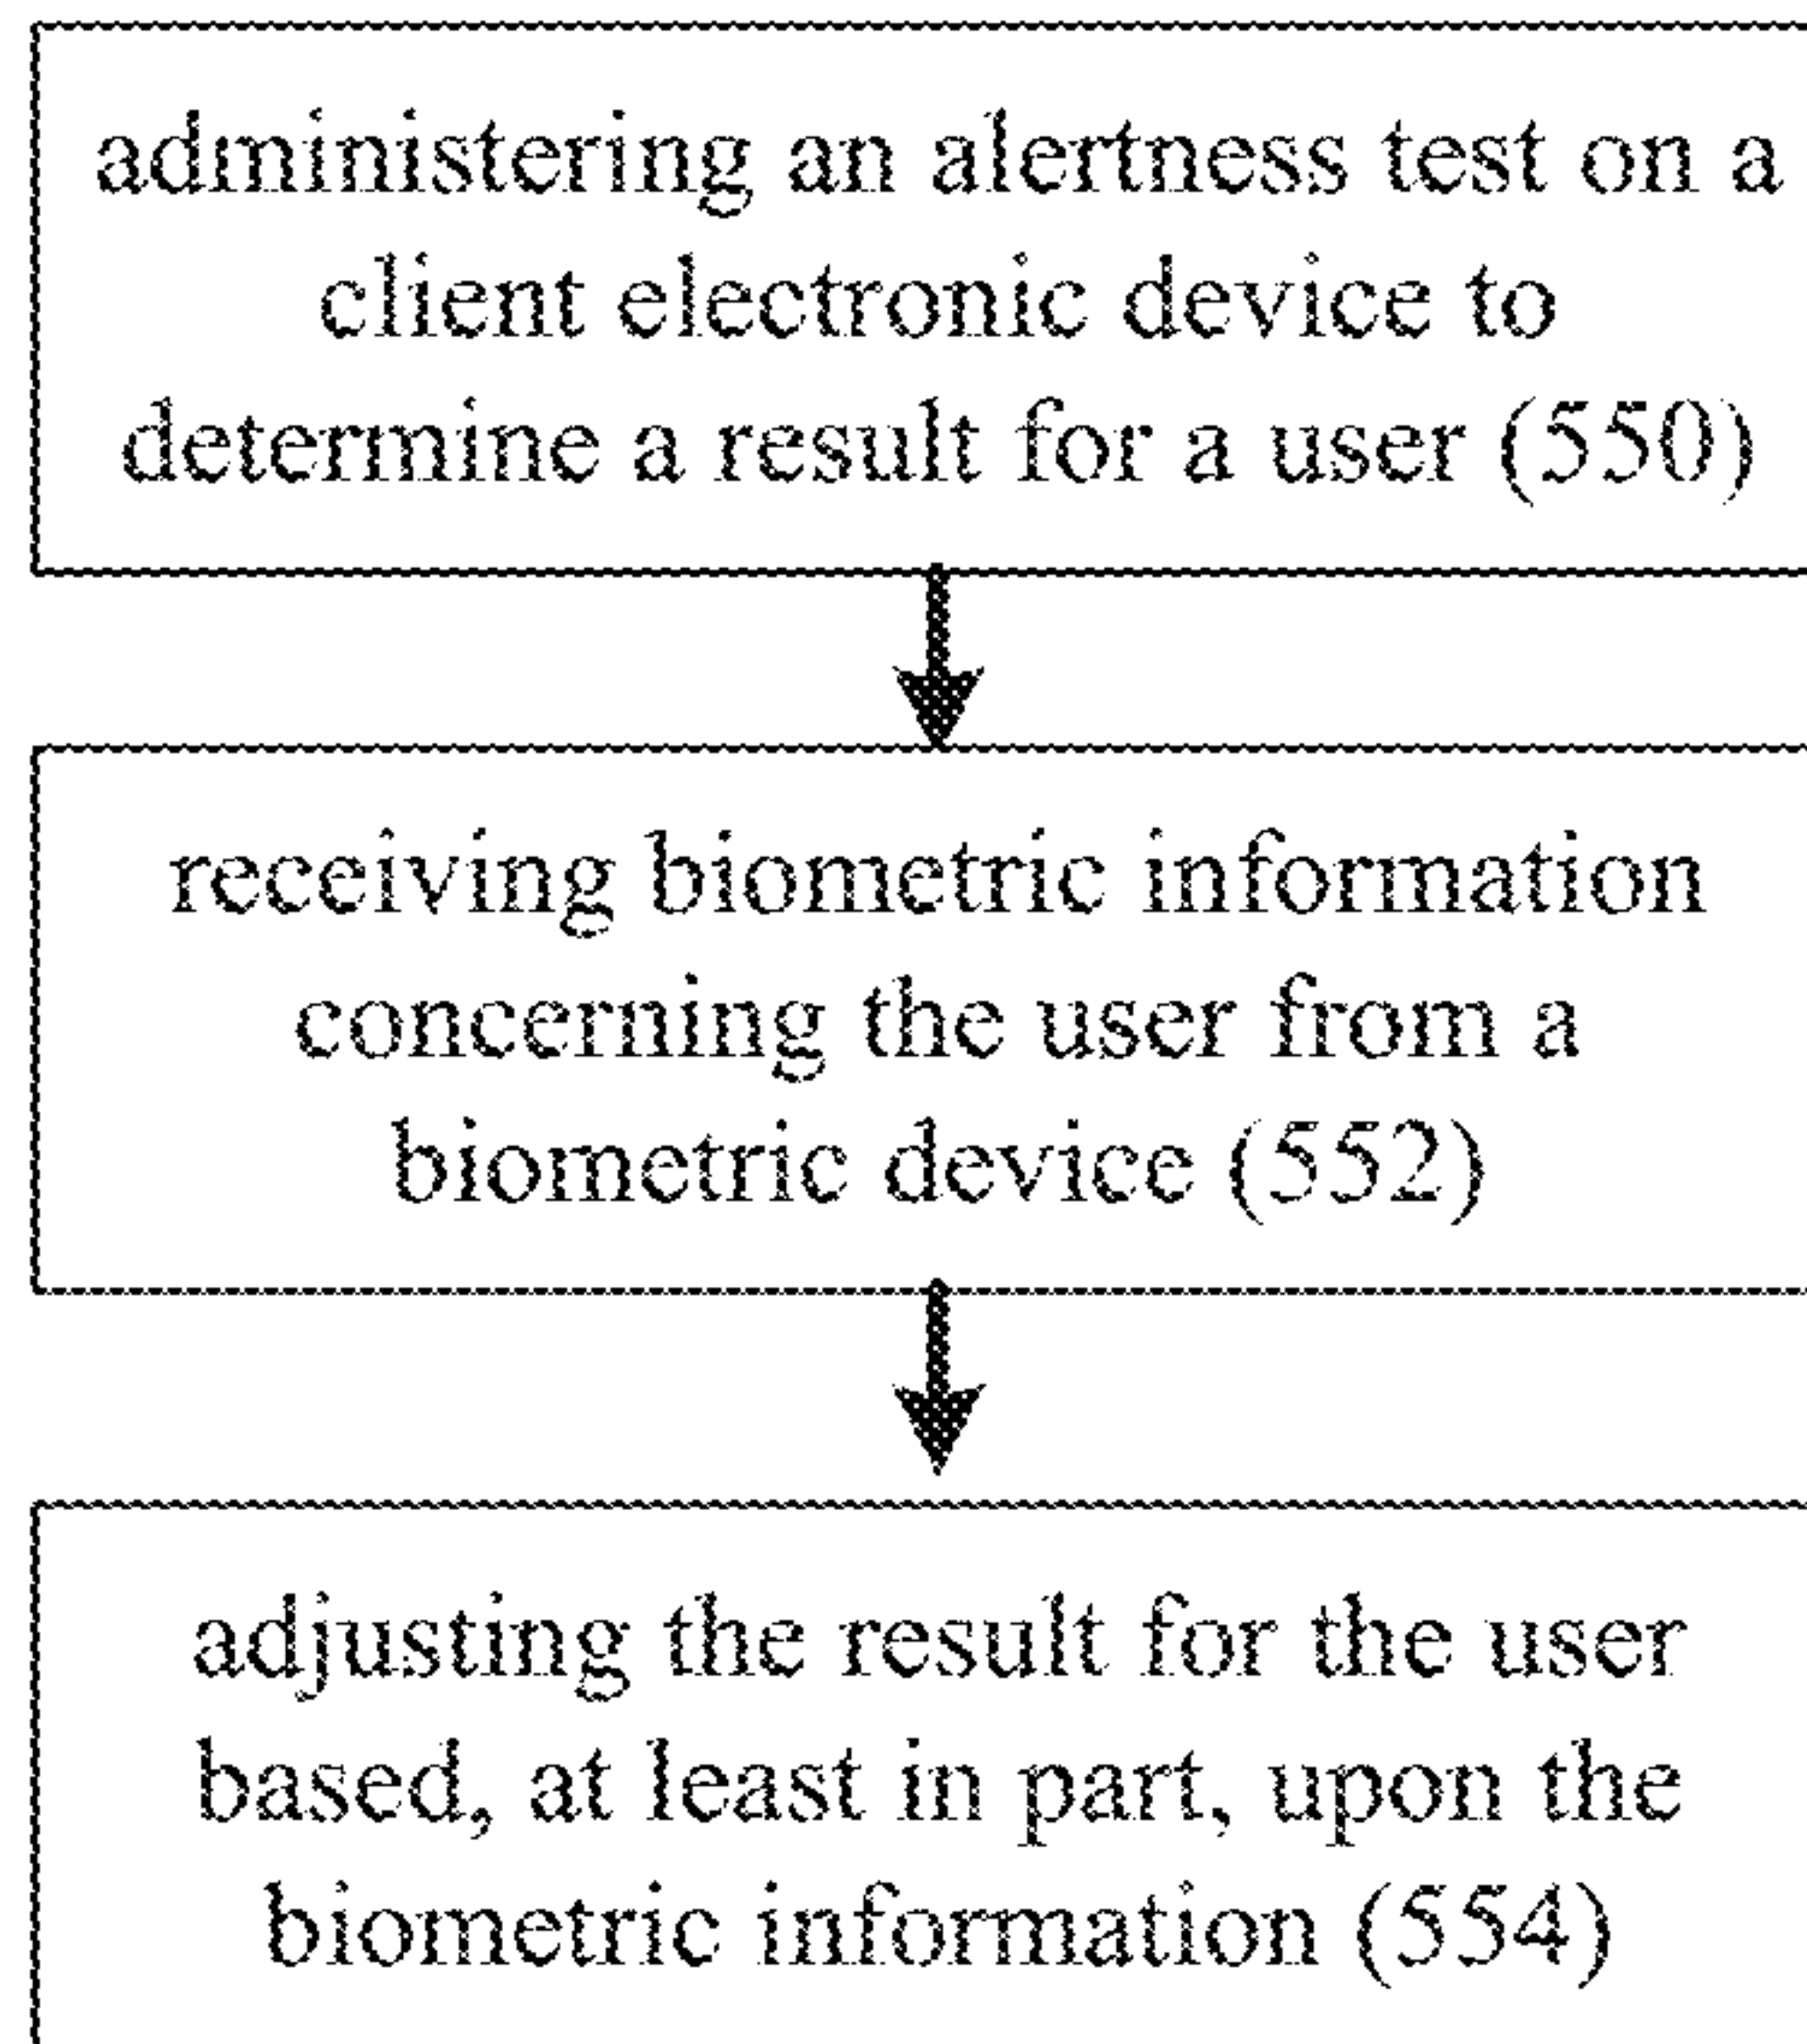 administering an alertness test on a
client electronic device to
determine a result for a user (550)
receiving biometric information
concerning the user from a
biometric device (552)
adjusting the result for the user
based, at least in part, upon the
biometric information (554)